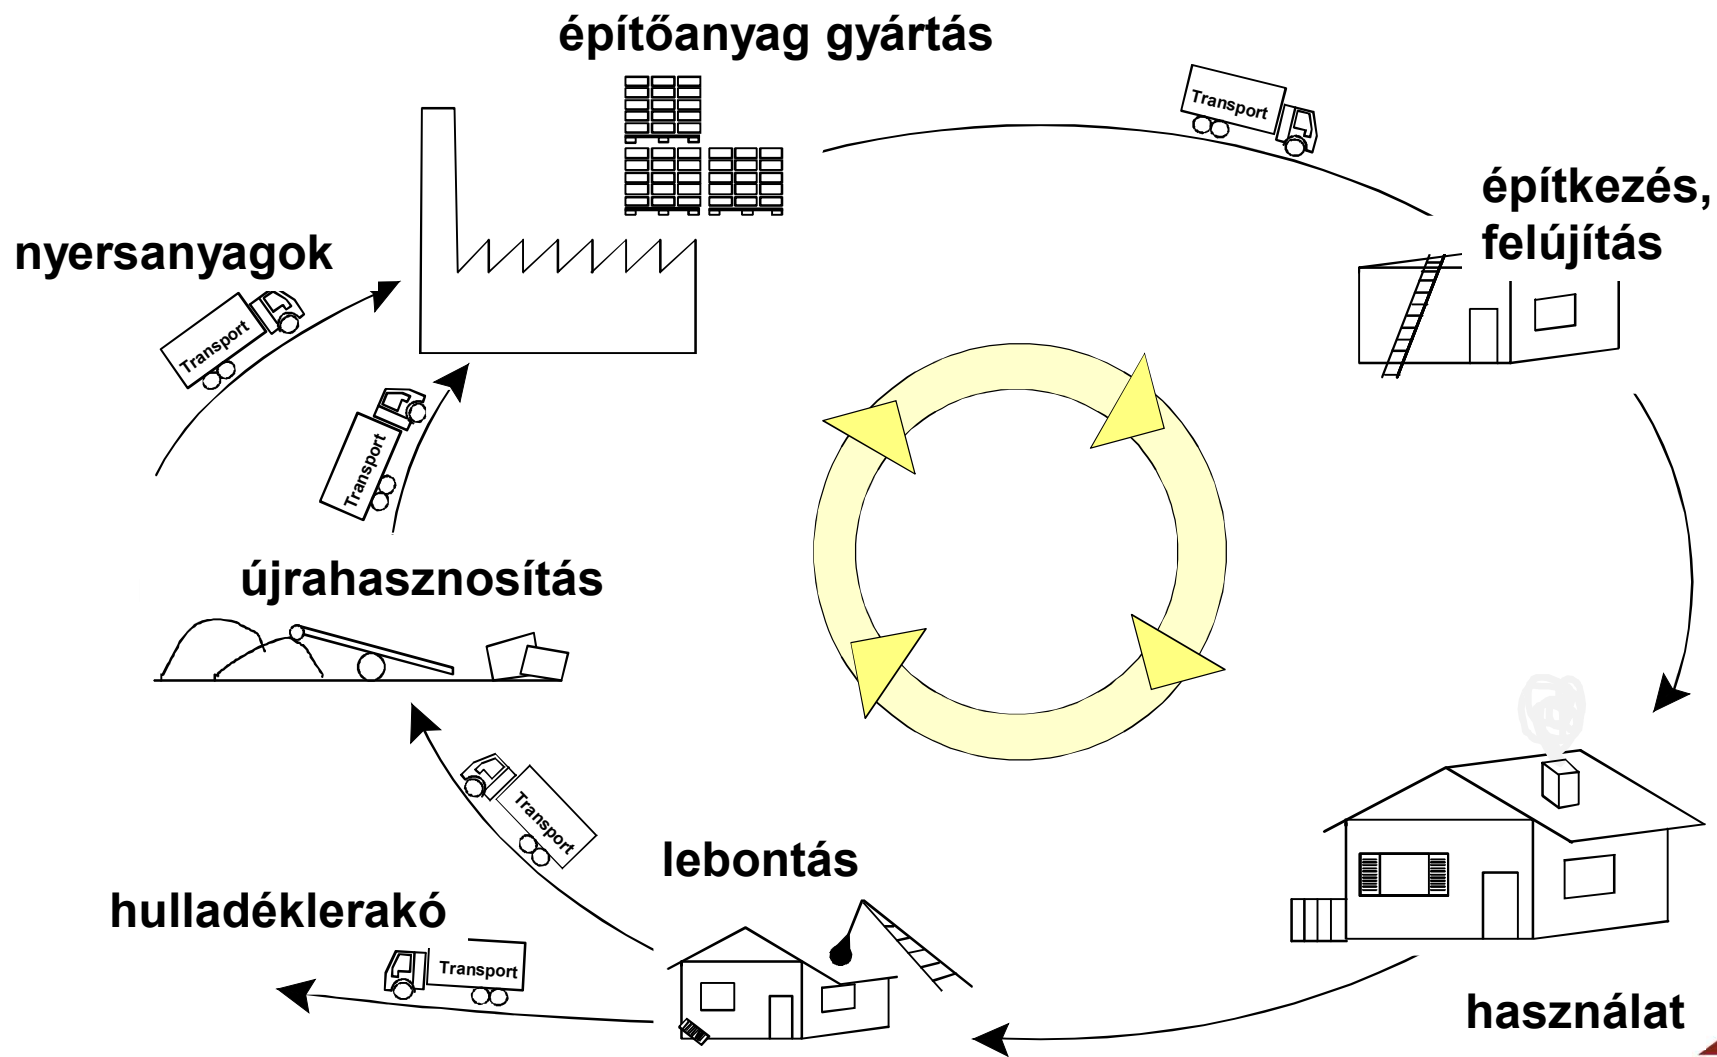 építőanyag gyártás
Transport
építkezés,
felújítás
nyersanyagok
Transport
Transport
újrahasznosítás
Transport
lebontás
hulladéklerakó
Transport
használat